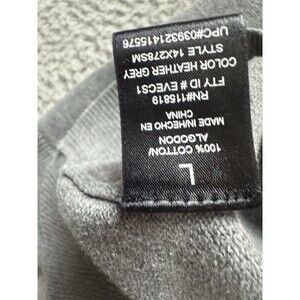 L
100% COTTON/
ALGODON
MADE IN/HECHO EN
CHINA
RN#115819
FTY ID # EVECS1
COLOR HEATHER GREY
STYLE 14X278SM
UPC#039321415576